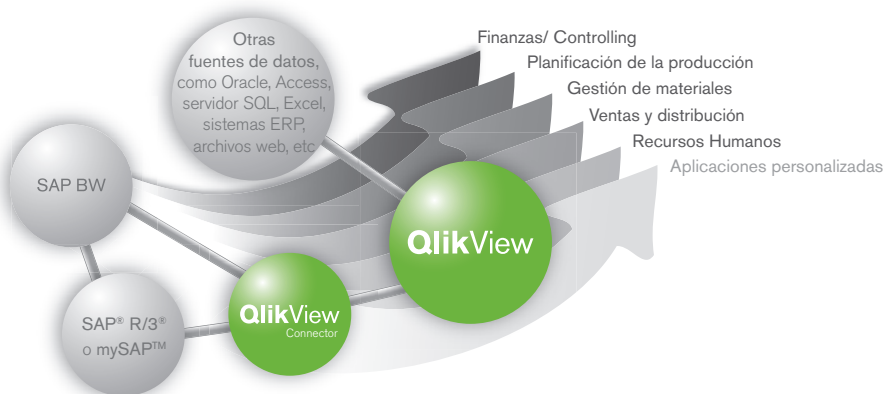 Otras
fuentes de datos,
como Oracle, Access,
servidor SQL, Excel,
sistemas ERP,
archivos web, etc
Finanzas/ Controlling
Planificación de la producción
Gestión de materiales
Ventas y distribución
Recursos Humanos
Aplicaciones personalizadas
SAP BW
QlikView
QlikView
Connector
SAP® R/3®
o mySAP™